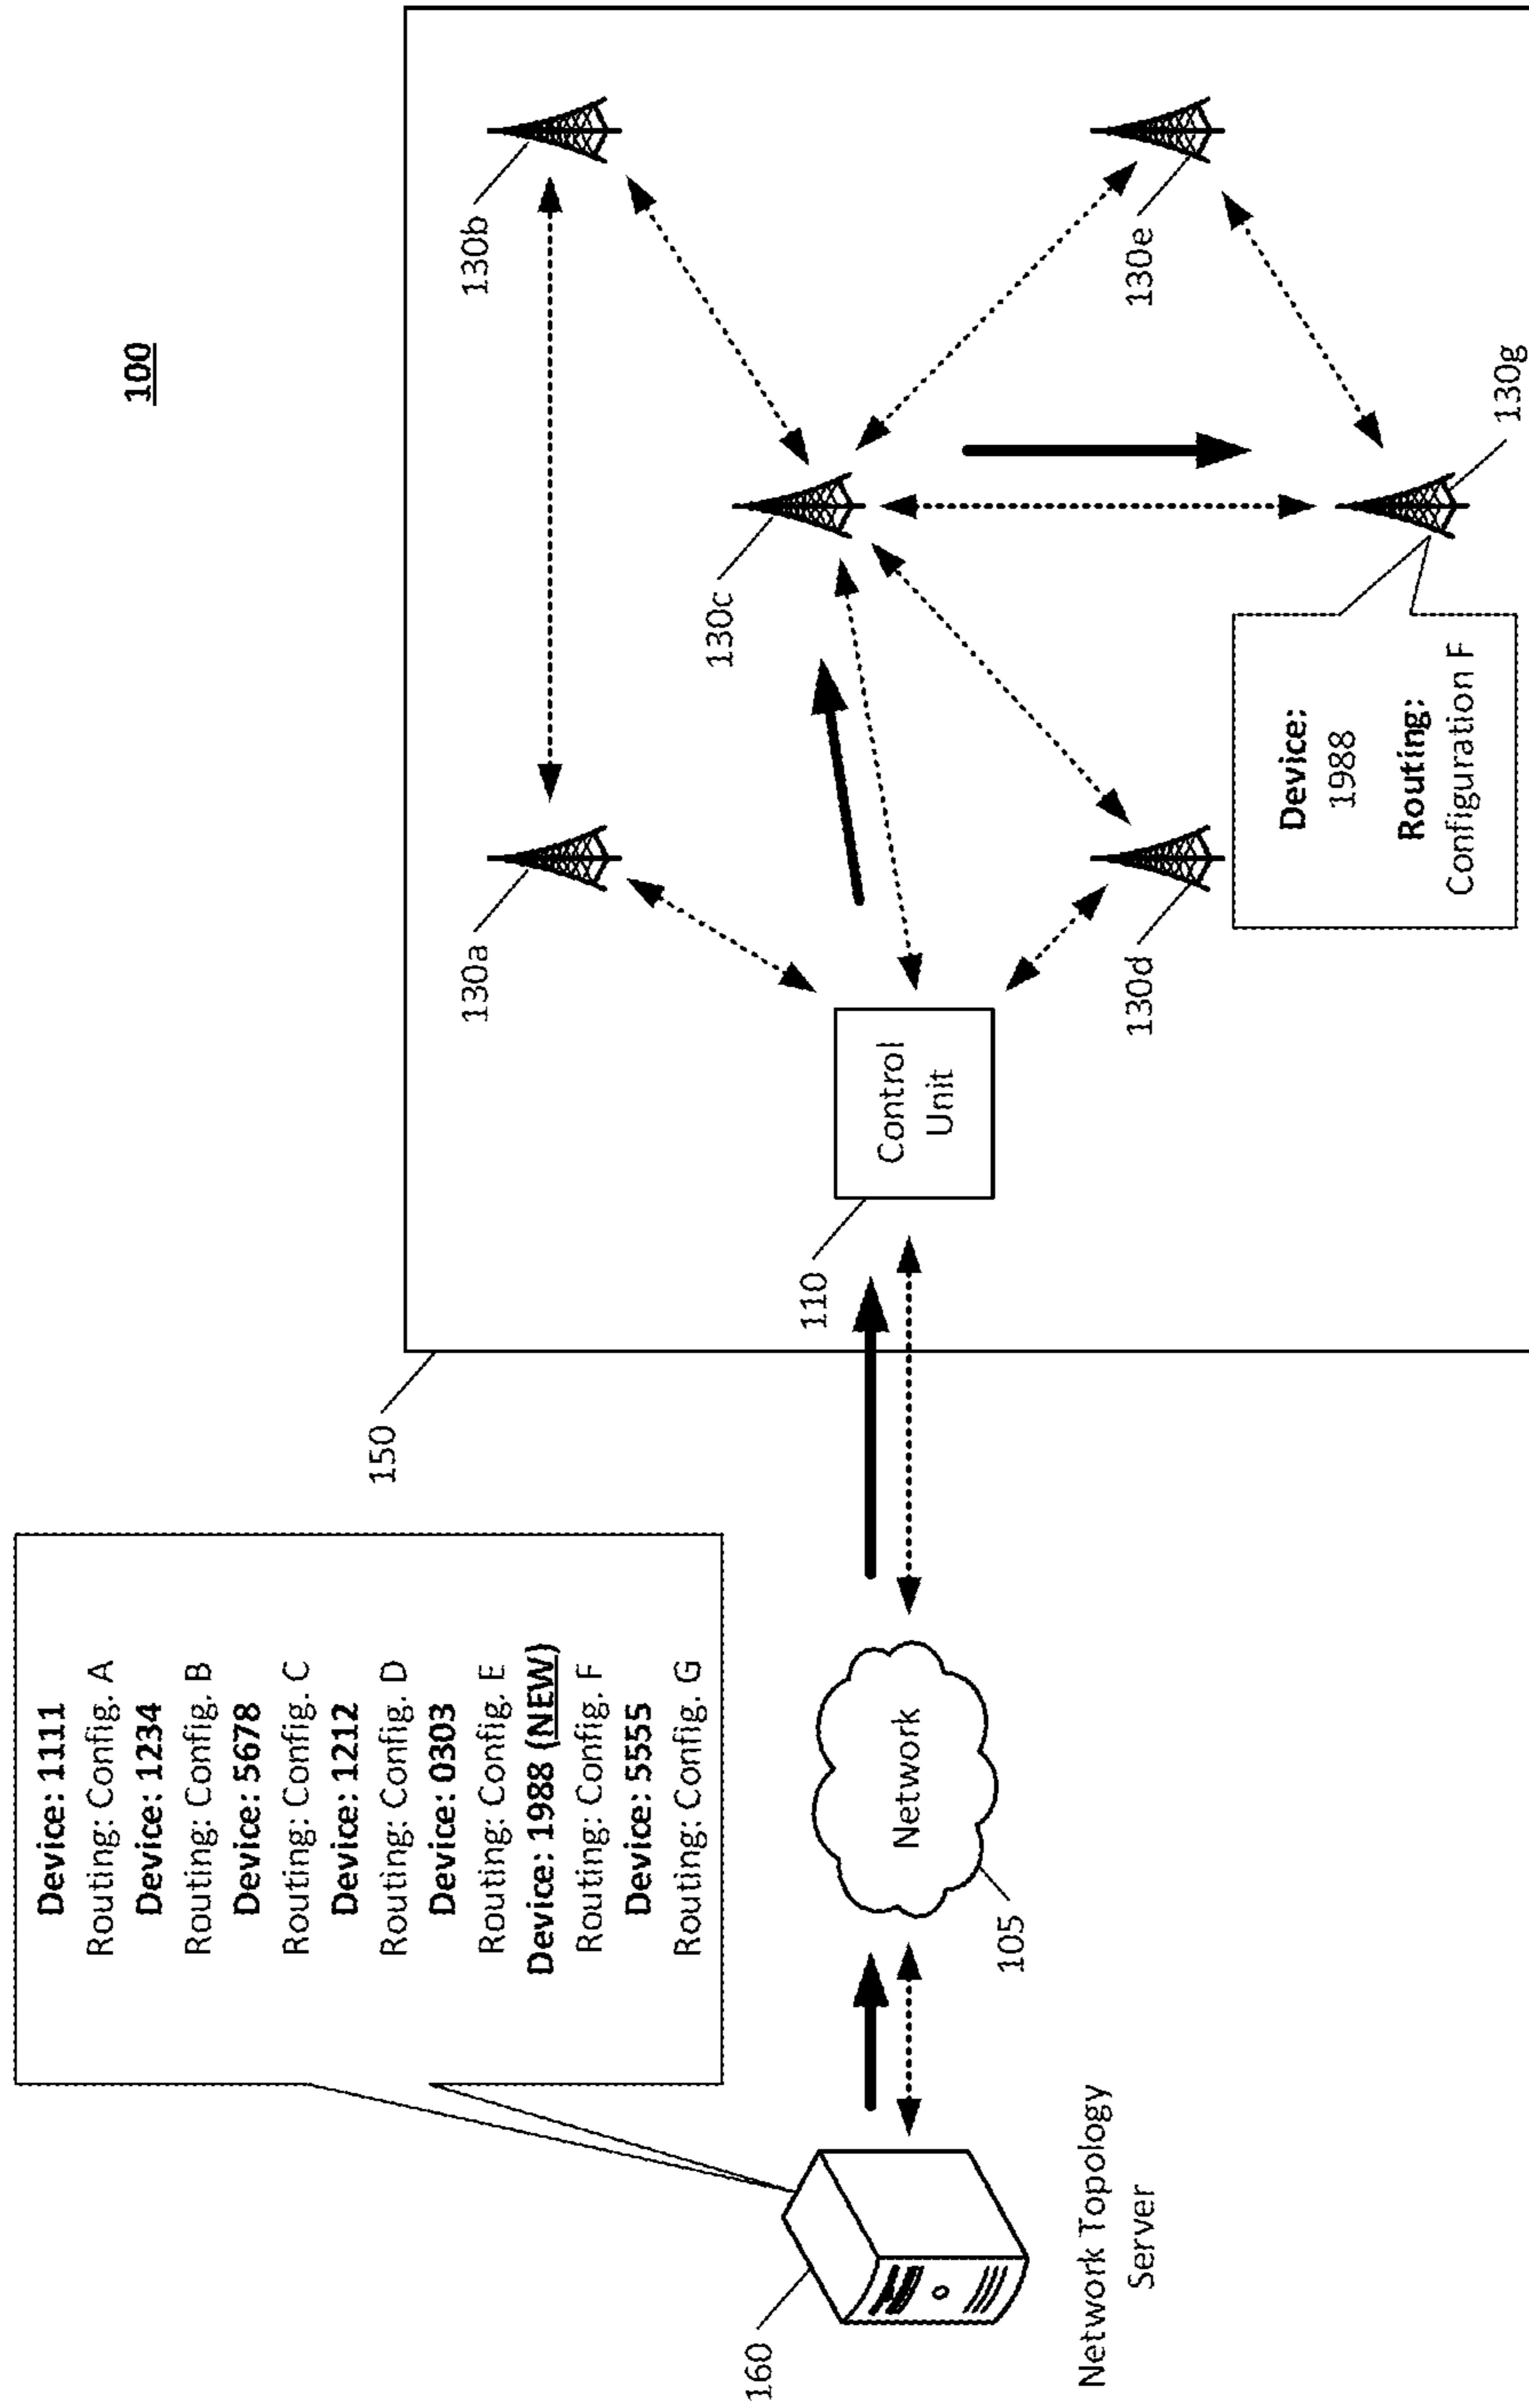 100
Device: 1111
Routing: Config. A
Device: 1234
Routing: Config. B
Device: 5678
Routing: Config. C
Device: 1212
Routing: Config. D
Device: 0303
Routing: Config. E
Device: 1988 (NEW)
Routing: Config. F
Device: 5555
Routing: Config. G
150
130a
130b
130c
110
Control
Unit
160
Network
105
Network Topology
Server
130d
130e
Device:
1988
Routing:
Configuration F
130g